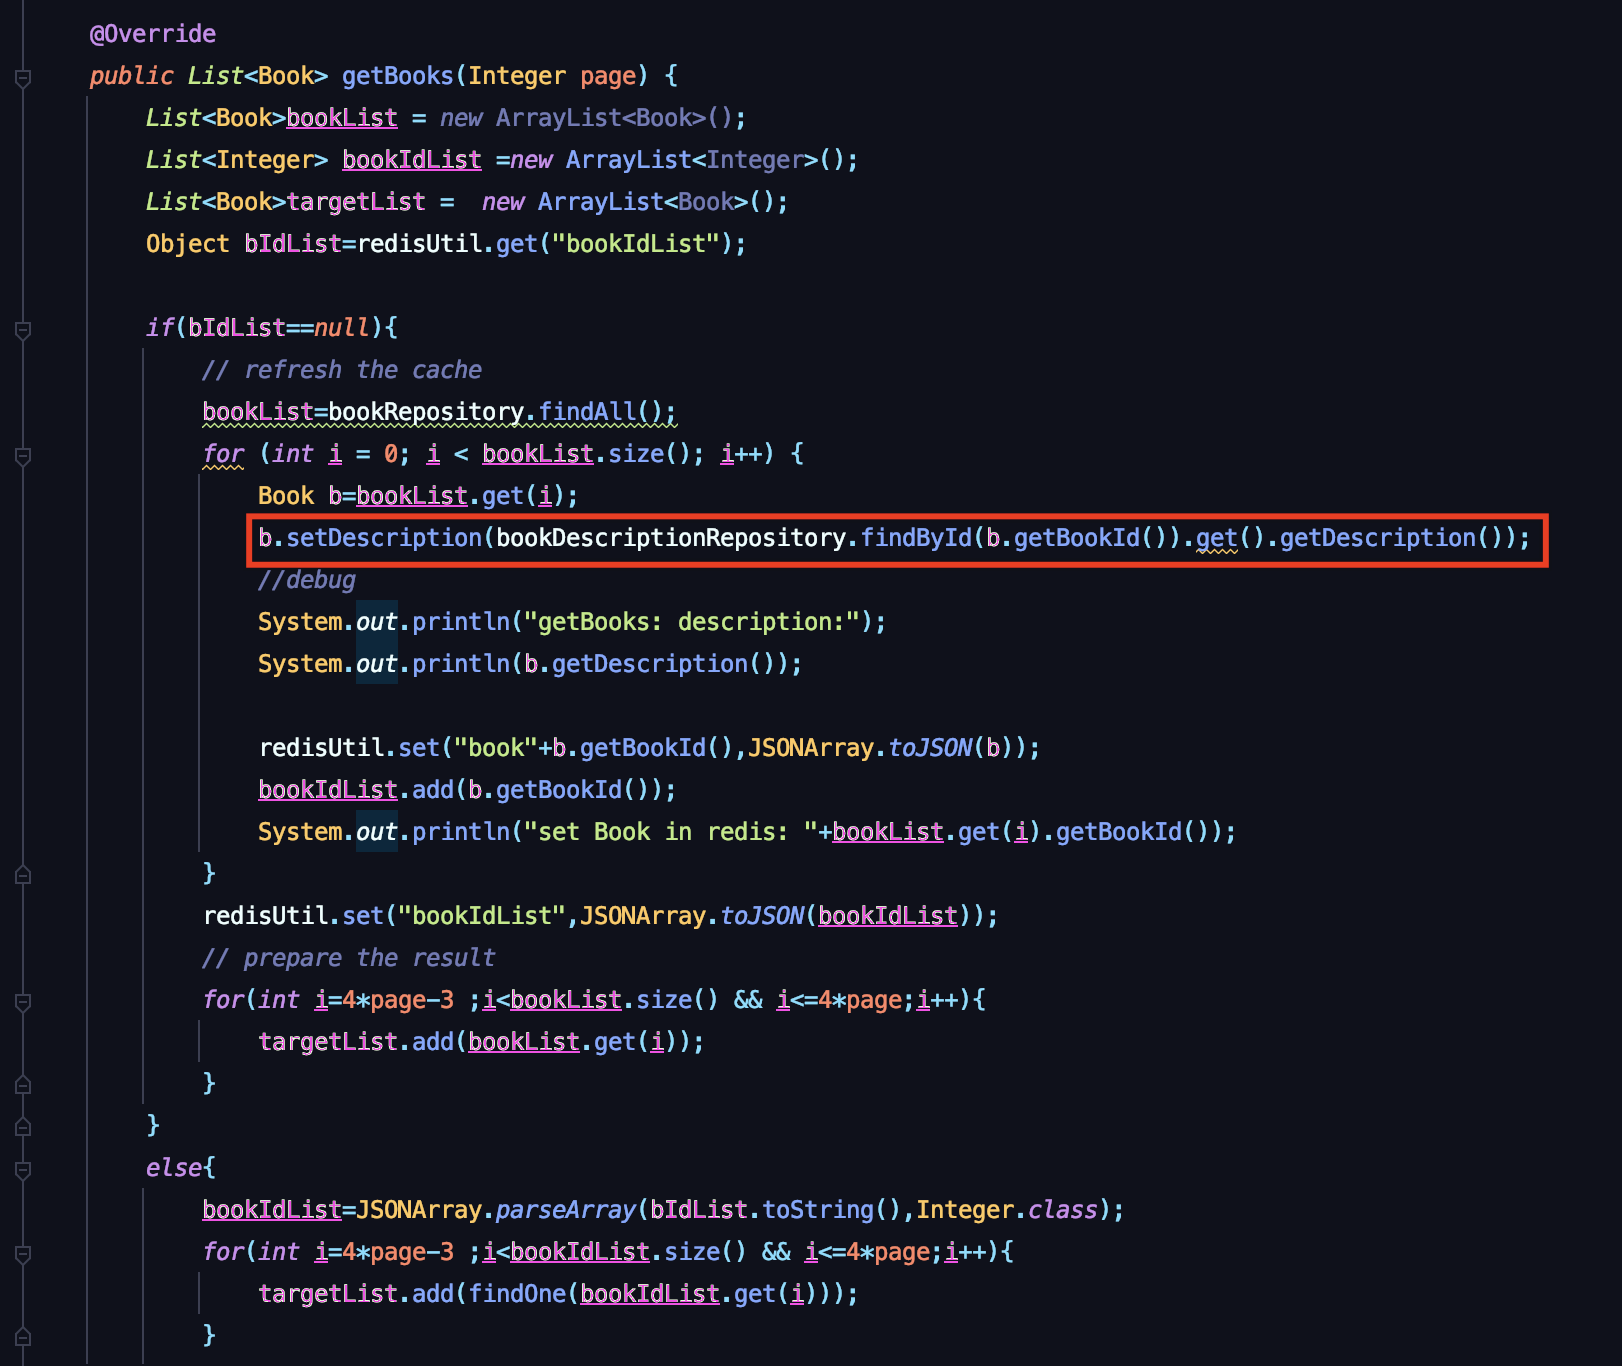 @Override
public List<Book> getBooks(Integer page) {
List<Book>bookList = new ArrayList<Book>();
List<Integer> bookIdList =new ArrayList<Integer>();
List<Book>targetList =  new ArrayList<Book>();
Object bIdList=redisUtil.get("bookIdList");
if(bIdList==null){
// refresh the cache
bookList=bookRepository.findAll();
for (int i = 0; i < bookList.size(); i++) {
Book b=bookList.get(i);
b.setDescription(bookDescriptionRepository.findById(b.getBookId()).get().getDescription());
//debug
System.out.println("getBooks: description:");
System.out.println(b.getDescription());
redisUtil.set("book"+b.getBookId(),JSONArray.toJSON(b));
bookIdList.add(b.getBookId());
System.out.println("set Book in redis: "+bookList.get(i).getBookId());
}
redisUtil.set("bookIdList",JSONArray.toJSON(bookIdList));
// prepare the result
for(int i=4*page-3 ;i<bookList.size() && i<=4*page;i++){
targetList.add(bookList.get(i));
}
}
else{
bookIdList=JSONArray.parseArray(bIdList.toString(),Integer.class);
for(int i=4*page-3 ;i<bookIdList.size() && i<=4*page;i++){
targetList.add(findOne(bookIdList.get(i)));
}